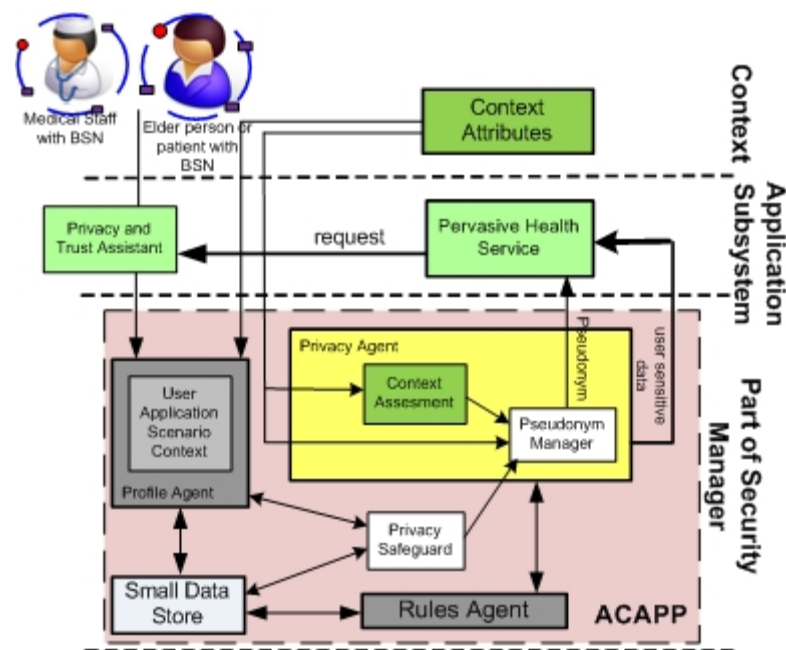 Medical Staff
with BSN
Elder person or
patient with
BSN
Context
Attributes
Context
Privacy and
Trust Assistant
request
Pervasive Health
Service
Application
Subsystem
Privacy Agent
Context
Assesment
Pseudonym
Manager
Pseudonym
user sensitive
data
User
Application
Scenario
Context
Profile Agent
Privacy
Safeguard
Small Data
Store
Rules Agent
ACAPP
Part of Security
Manager